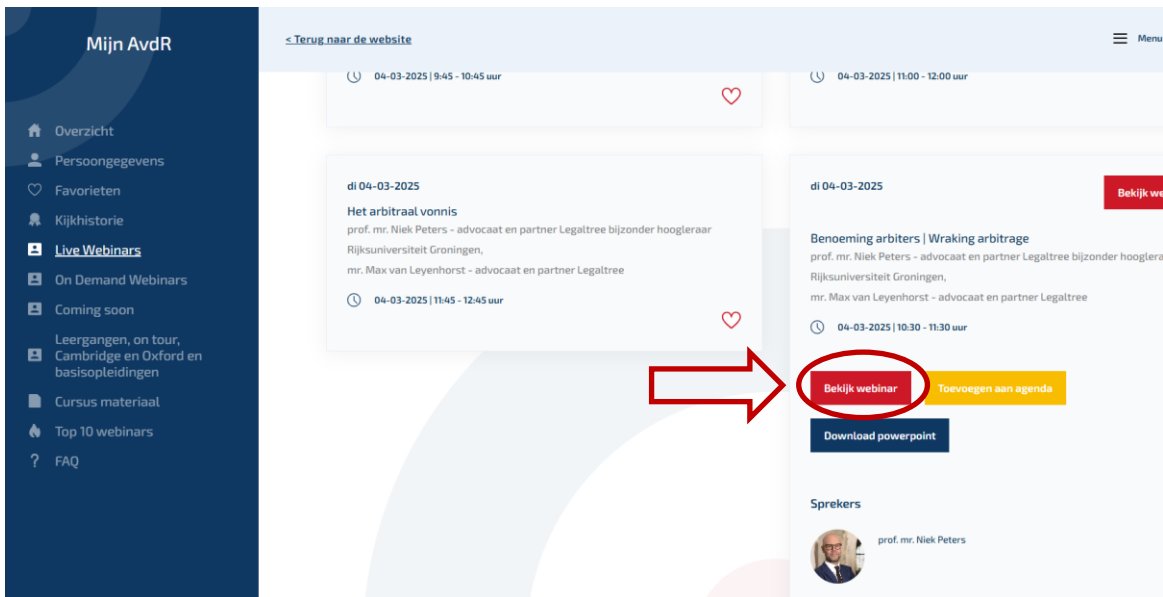 Mijn AvdR
Overzicht
Persoongegevens
Favorieten
Kijkhistorie
Live Webinars
On Demand Webinars
Coming soon
Leergangen, on tour,
Cambridge en Oxford en
basisopleidingen
Cursus materiaal
Top 10 webinars
? FAQ
< Terug naar de website
Menu
04-03-2025 | 9:45 - 10:45 uur
04-03-2025 | 11:00 - 12:00 uur
di 04-03-2025
Het arbitraal vonnis
prof. mr. Niek Peters - advocaat en partner Legaltree bijzonder hoogleraar
Rijksuniversiteit Groningen,
mr. Max van Leyenhorst - advocaat en partner Legaltree
04-03-2025 | 11:45 - 12:45 uur
di 04-03-2025
Bekijk we
Benoeming arbiters | Wraking arbitrage
prof. mr. Niek Peters - advocaat en partner Legaltree bijzonder hooglera
Rijksuniversiteit Groningen,
mr. Max van Leyenhorst - advocaat en partner Legaltree
04-03-2025 | 10:30 - 11:30 uur
Bekijk webinar
Toevoegen aan agenda
Download powerpoint
Sprekers
prof. mr. Niek Peters